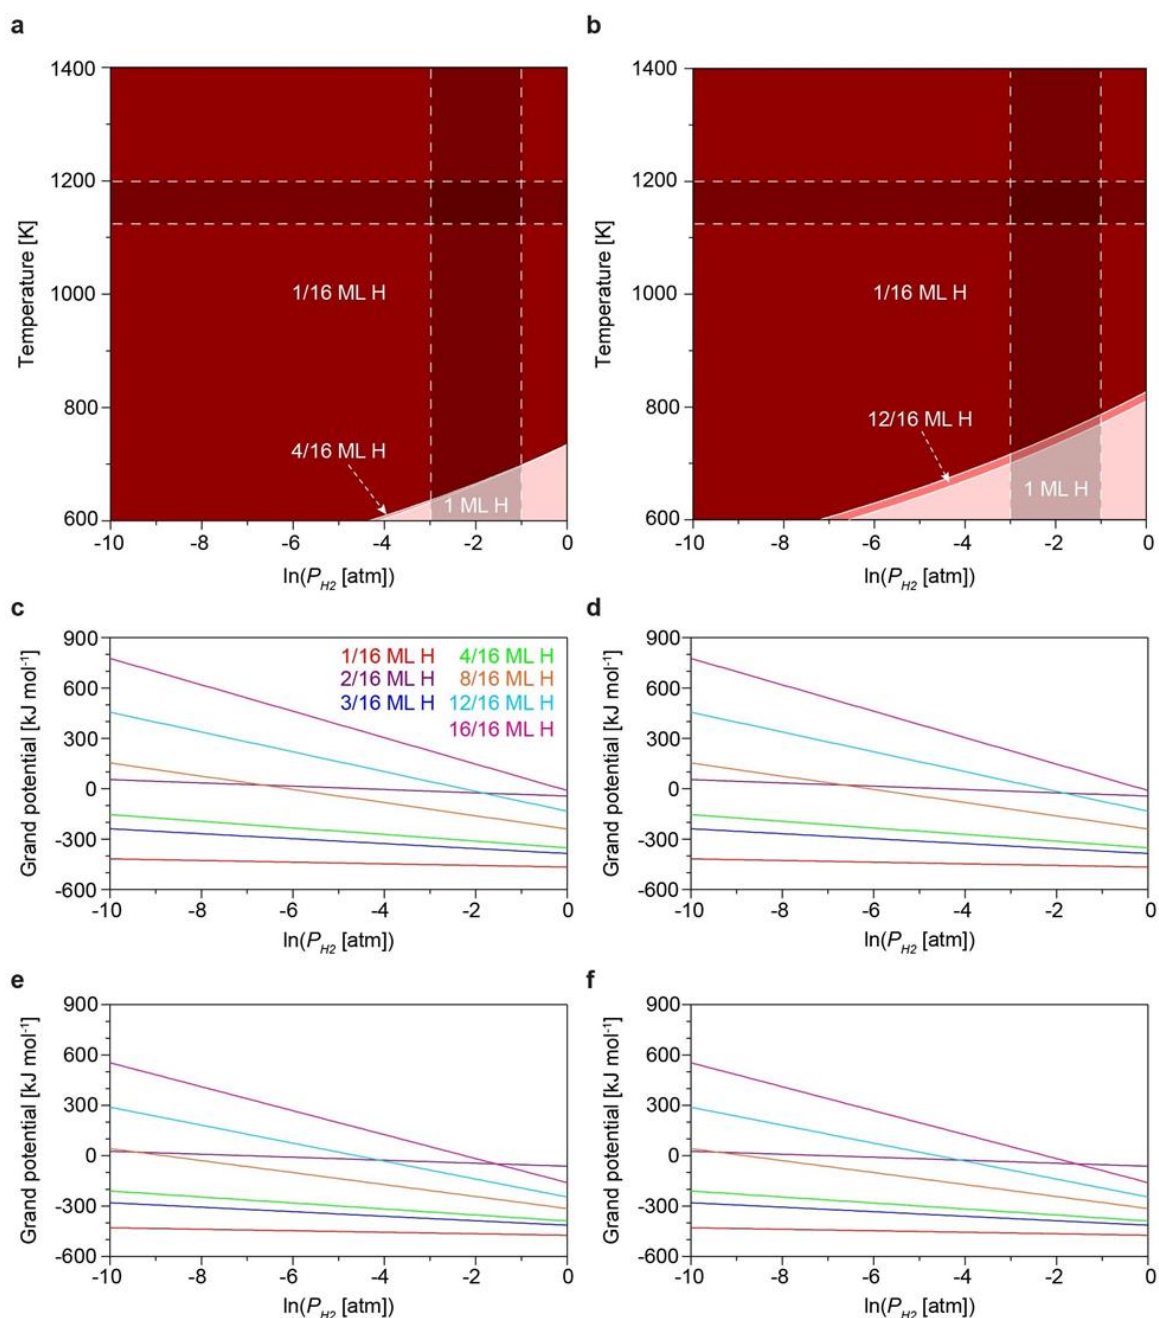 a
1400
1200
1000
800
600
Temperature [K]
1/16 ML H
4/16 ML H
1 ML H
-10
-8
-6
-4
-2
0
ln(P_H2 [atm])
b
1400
1200
1000
800
600
Temperature [K]
1/16 ML H
12/16 ML H
1 ML H
-10
-8
-6
-4
-2
0
ln(P_H2 [atm])
c
900
600
300
0
-300
-600
Grand potential [kJ mol⁻¹]
1/16 ML H 4/16 ML H
2/16 ML H 8/16 ML H
3/16 ML H 12/16 ML H
16/16 ML H
-10
-8
-6
-4
-2
0
ln(P_H2 [atm])
d
900
600
300
0
-300
-600
Grand potential [kJ mol⁻¹]
-10
-8
-6
-4
-2
0
ln(P_H2 [atm])
e
900
600
300
0
-300
-600
Grand potential [kJ mol⁻¹]
-10
-8
-6
-4
-2
0
ln(P_H2 [atm])
f
900
600
300
0
-300
-600
Grand potential [kJ mol⁻¹]
-10
-8
-6
-4
-2
0
ln(P_H2 [atm])